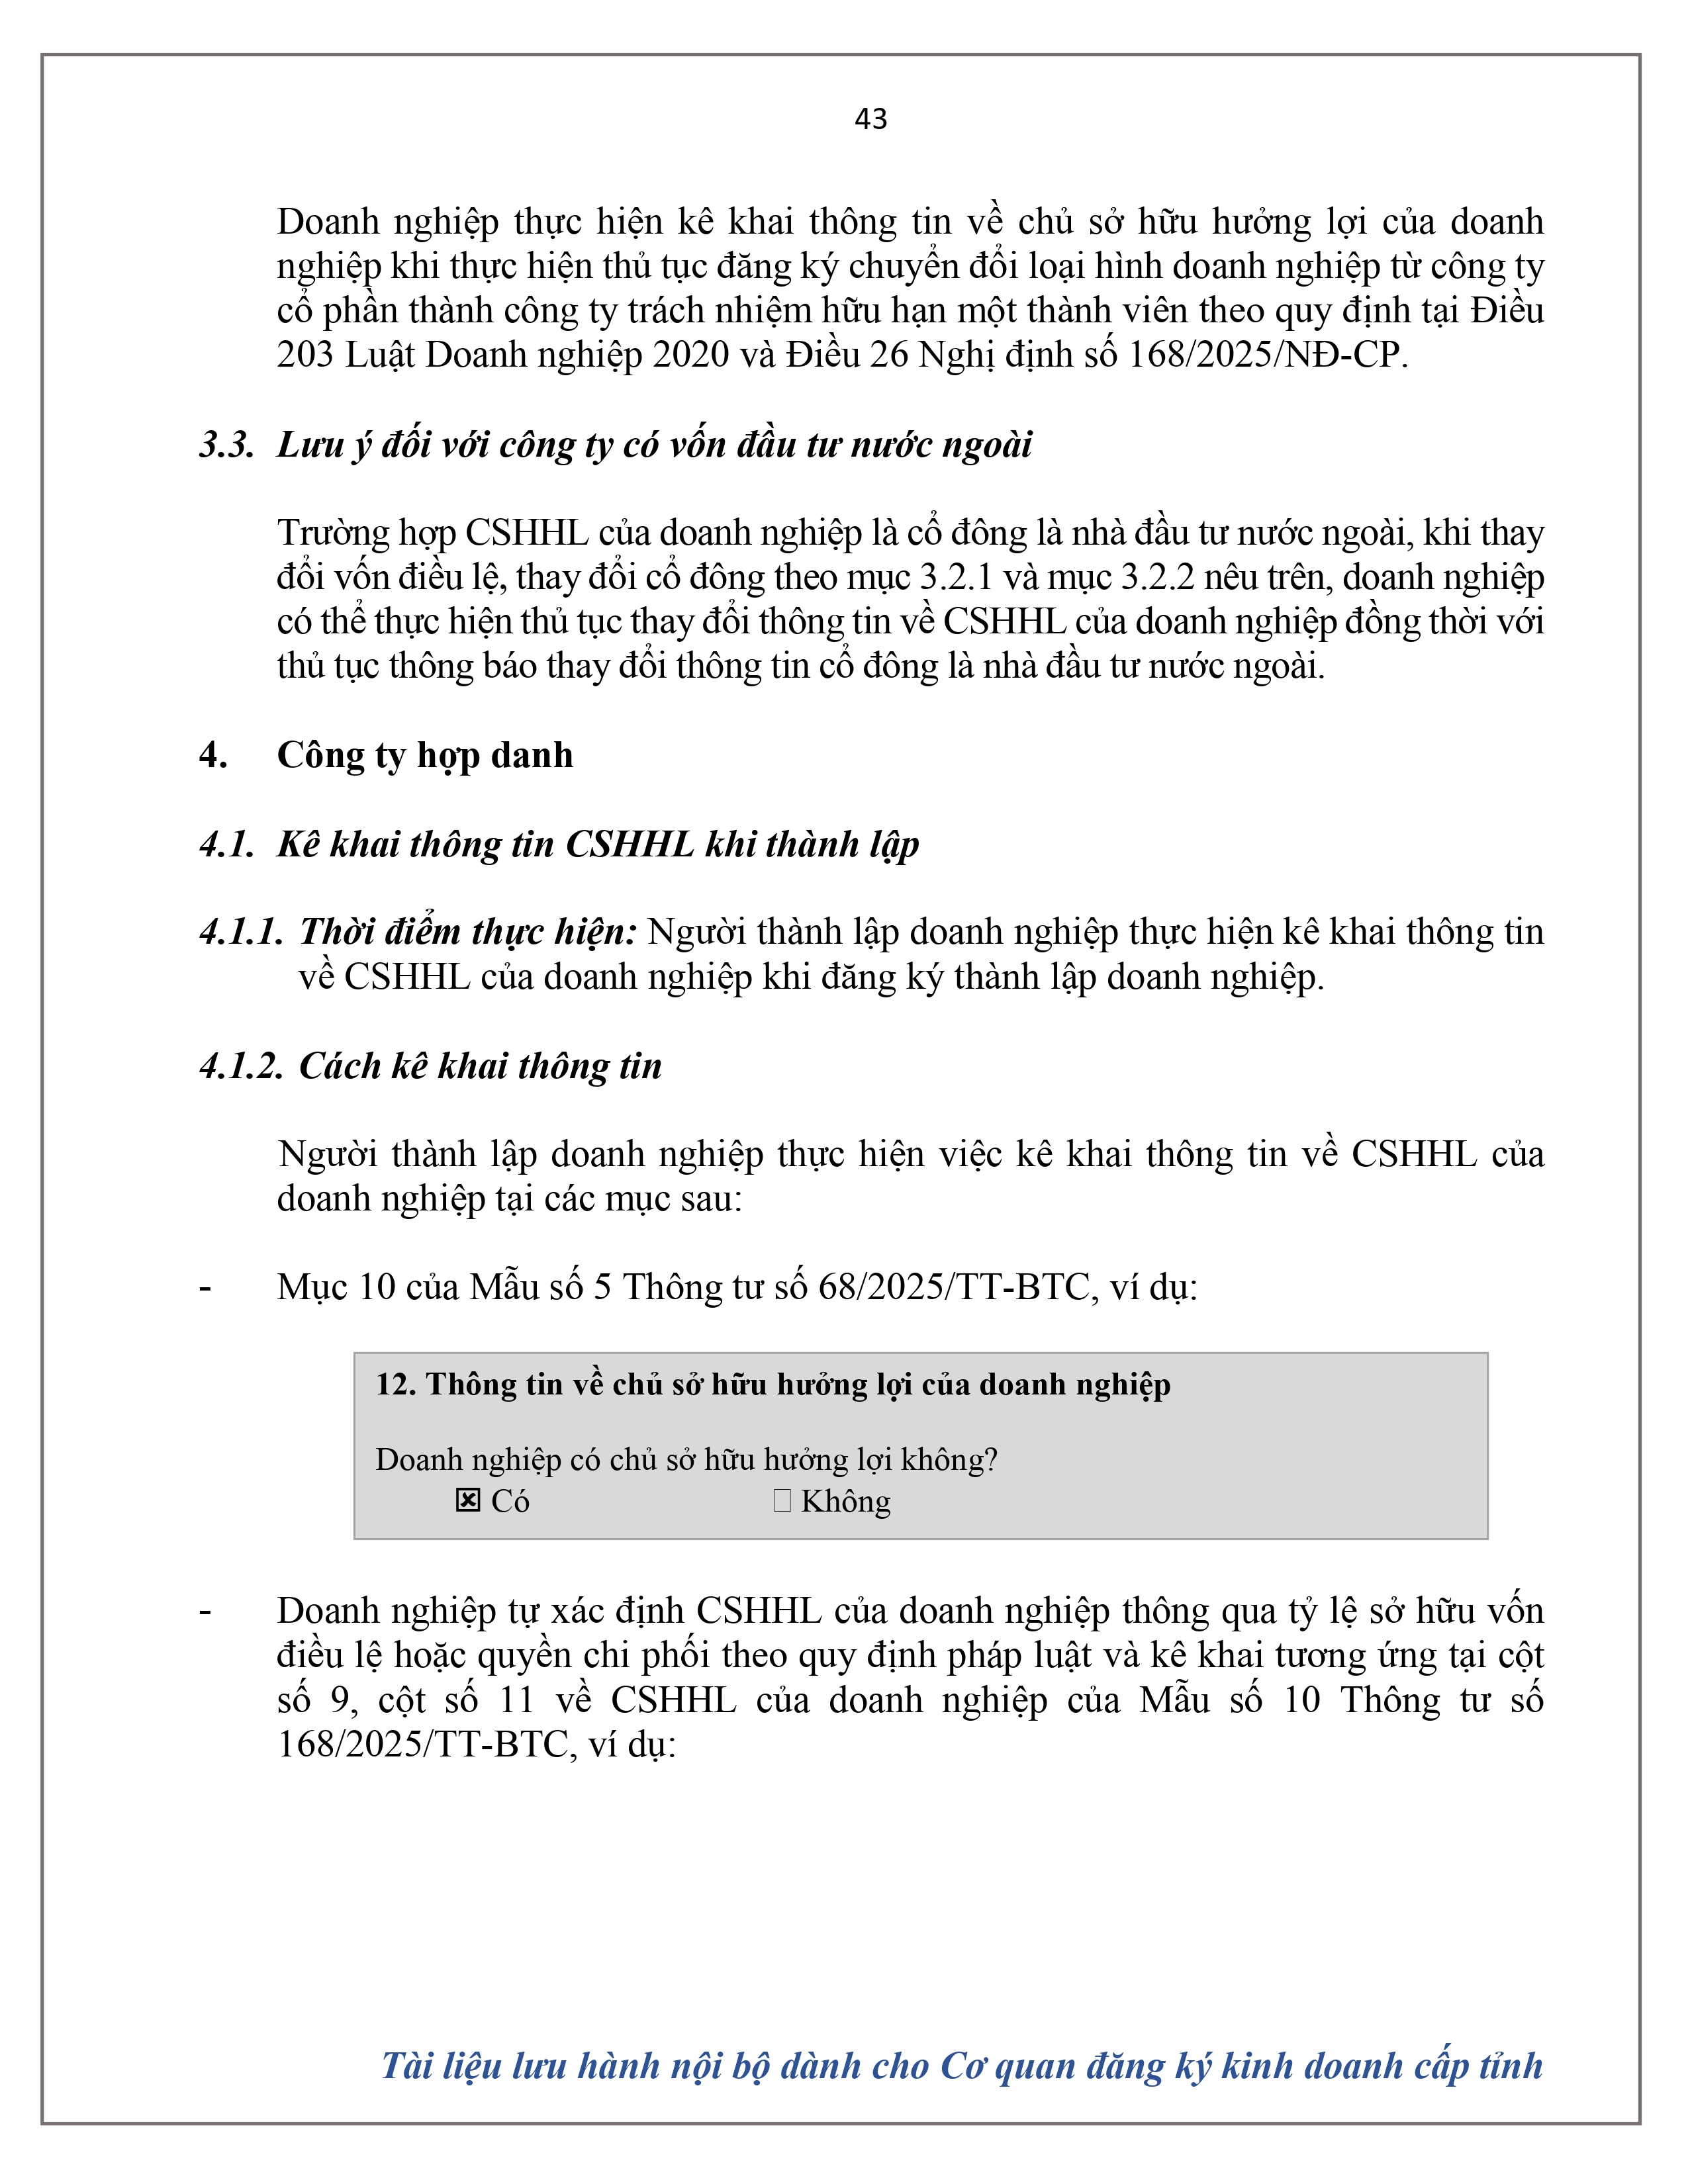 43
Doanh nghiệp thực hiện kê khai thông tin về chủ sở hữu hưởng lợi của doanh
nghiệp khi thực hiện thủ tục đăng ký chuyển đổi loại hình doanh nghiệp từ công ty
cổ phần thành công ty trách nhiệm hữu hạn một thành viên theo quy định tại Điều
203 Luật Doanh nghiệp 2020 và Điều 26 Nghị định số 168/2025/NĐ-CP.
3.3. Lưu ý đối với công ty có vốn đầu tư nước ngoài
Trường hợp CSHHL của doanh nghiệp là cổ đông là nhà đầu tư nước ngoài, khi thay
đổi vốn điều lệ, thay đổi cổ đông theo mục 3.2.1 và mục 3.2.2 nêu trên, doanh nghiệp
có thể thực hiện thủ tục thay đổi thông tin về CSHHL của doanh nghiệp đồng thời với
thủ tục thông báo thay đổi thông tin cổ đông là nhà đầu tư nước ngoài.
4. Công ty hợp danh
4.1. Kê khai thông tin CSHHL khi thành lập
4.1.1. Thời điểm thực hiện: Người thành lập doanh nghiệp thực hiện kê khai thông tin
về CSHHL của doanh nghiệp khi đăng ký thành lập doanh nghiệp.
4.1.2. Cách kê khai thông tin
Người thành lập doanh nghiệp thực hiện việc kê khai thông tin về CSHHL của
doanh nghiệp tại các mục sau:
- Mục 10 của Mẫu số 5 Thông tư số 68/2025/TT-BTC, ví dụ:
12. Thông tin về chủ sở hữu hưởng lợi của doanh nghiệp
Doanh nghiệp có chủ sở hữu hưởng lợi không?
☒ Có ☐ Không
- Doanh nghiệp tự xác định CSHHL của doanh nghiệp thông qua tỷ lệ sở hữu vốn
điều lệ hoặc quyền chi phối theo quy định pháp luật và kê khai tương ứng tại cột
số 9, cột số 11 về CSHHL của doanh nghiệp của Mẫu số 10 Thông tư số
168/2025/TT-BTC, ví dụ:
Tài liệu lưu hành nội bộ dành cho Cơ quan đăng ký kinh doanh cấp tỉnh